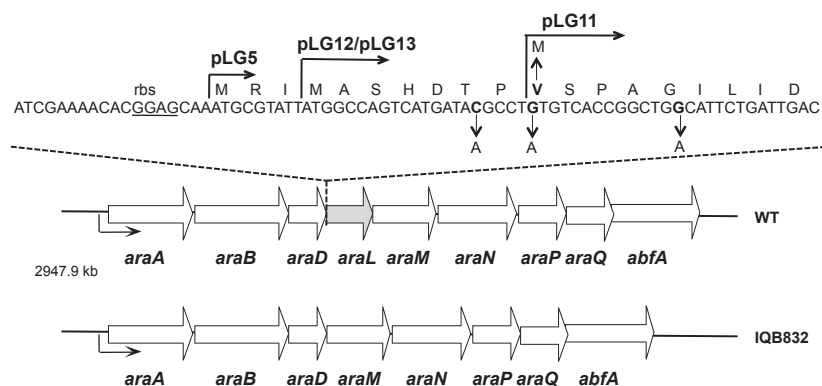 pLG11
pLG12/pLG13
pLG5
M
rbs
M R I M A S H D T P V S P A G I L I D
ATCGAAAACACGGAGCAAATGCGTATTATGGCCAGTCATGATACGCCTGTGTCACCGGCTGGCATTCTGATTGAC
A A A
WT
araA araB araD araL araM araN araP araQ abfA
2947.9 kb
IQB832
araA araB araD araM araN araP araQ abfA